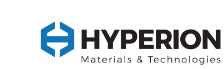 HYPERION
Materials & Technologies